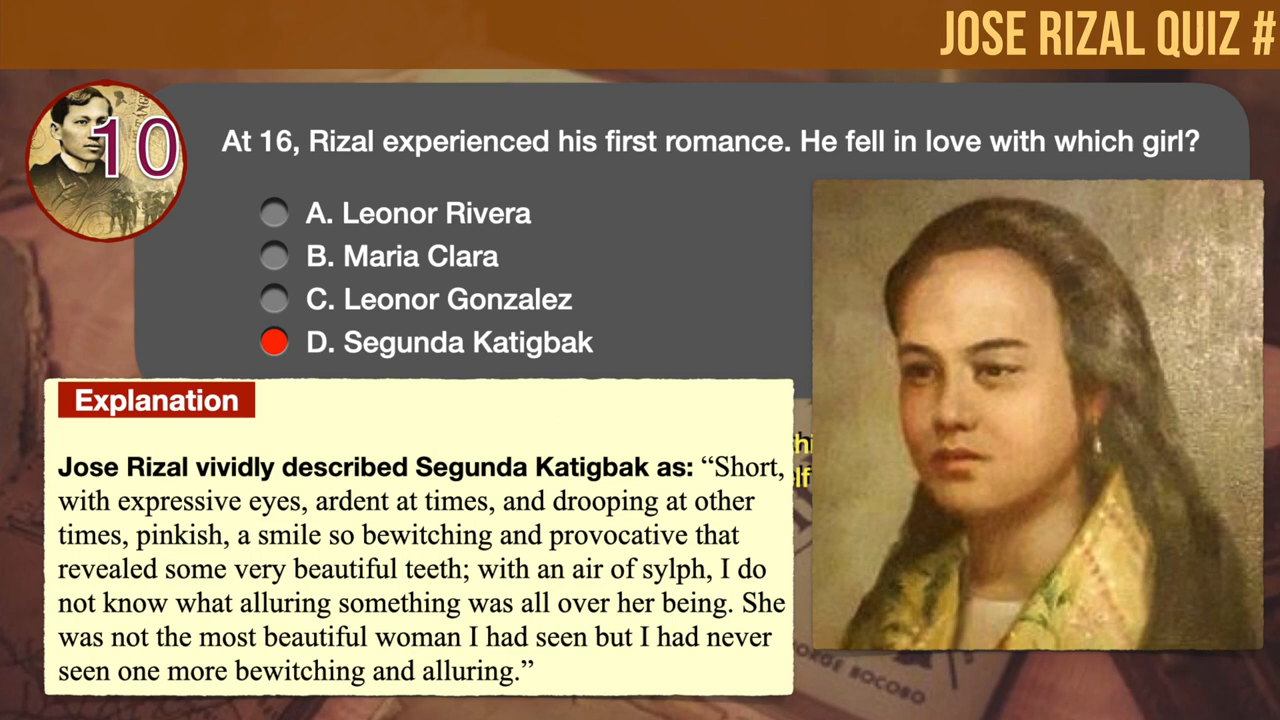 JOSE RIZAL QUIZ #
10
At 16, Rizal experienced his first romance. He fell in love with which girl?
A. Leonor Rivera
B. Maria Clara
C. Leonor Gonzalez
D. Segunda Katigbak
Explanation
Jose Rizal vividly described Segunda Katigbak as: “Short,
with expressive eyes, ardent at times, and drooping at other
times, pinkish, a smile so bewitching and provocative that
revealed some very beautiful teeth; with an air of sylph, I do
not know what alluring something was all over her being. She
was not the most beautiful woman I had seen but I had never
seen one more bewitching and alluring.”
BOCOBO